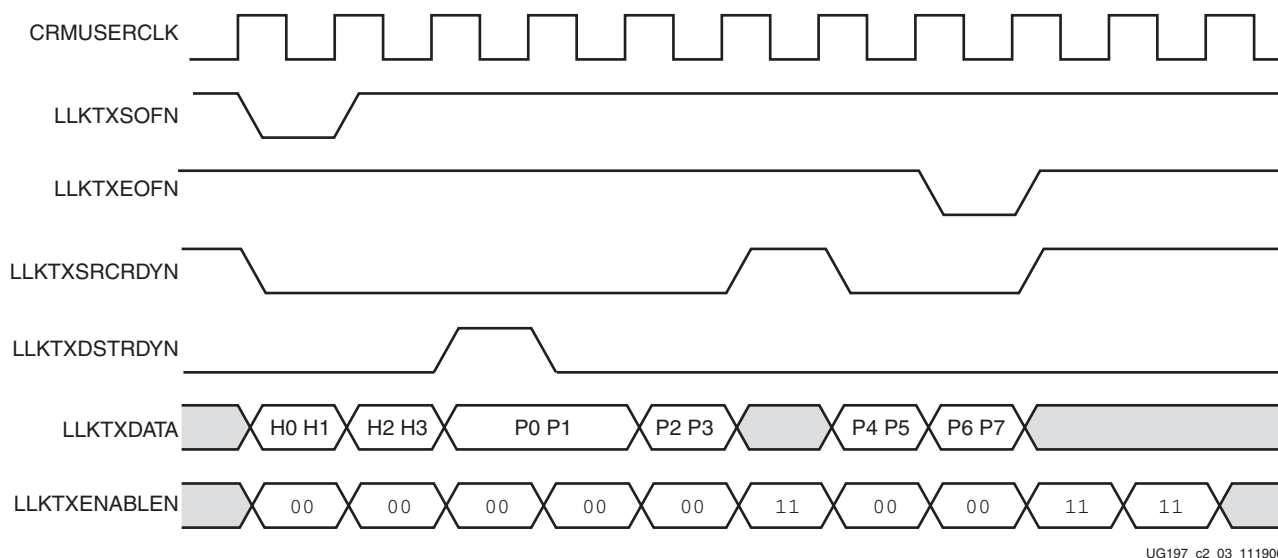 CRMUSERCLK
LLKTXSOFN
LLKTXEOFN
LLKTXSRCRDYN
LLKTXDSTRDYN
LLKTXDATA H0 H1 H2 H3 P0 P1 P2 P3 P4 P5 P6 P7
LLKTXENABLEN 00 00 00 00 00 11 00 00 11 11
UG197_c2_03_111906